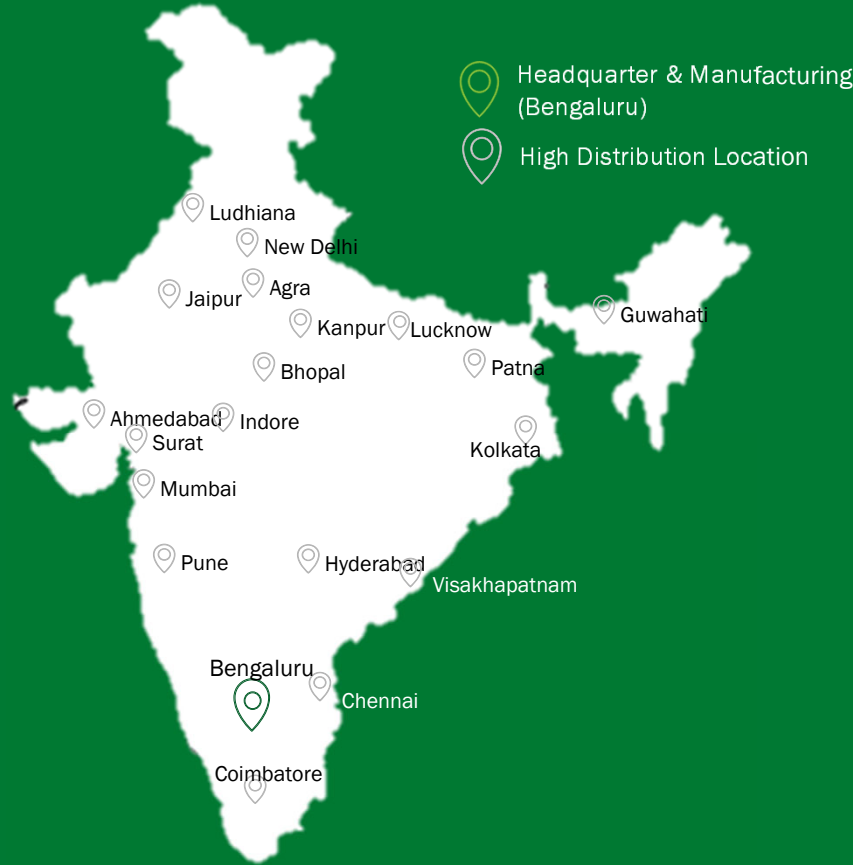 Headquarter & Manufacturing
(Bengaluru)
High Distribution Location
Ludhiana
New Delhi
Agra
Jaipur
Guwahati
Kanpur
Lucknow
Patna
Bhopal
Ahmedabad
Indore
Surat
Kolkata
Mumbai
Pune
Hyderabad
Visakhapatnam
Bengaluru
Chennai
Coimbatore